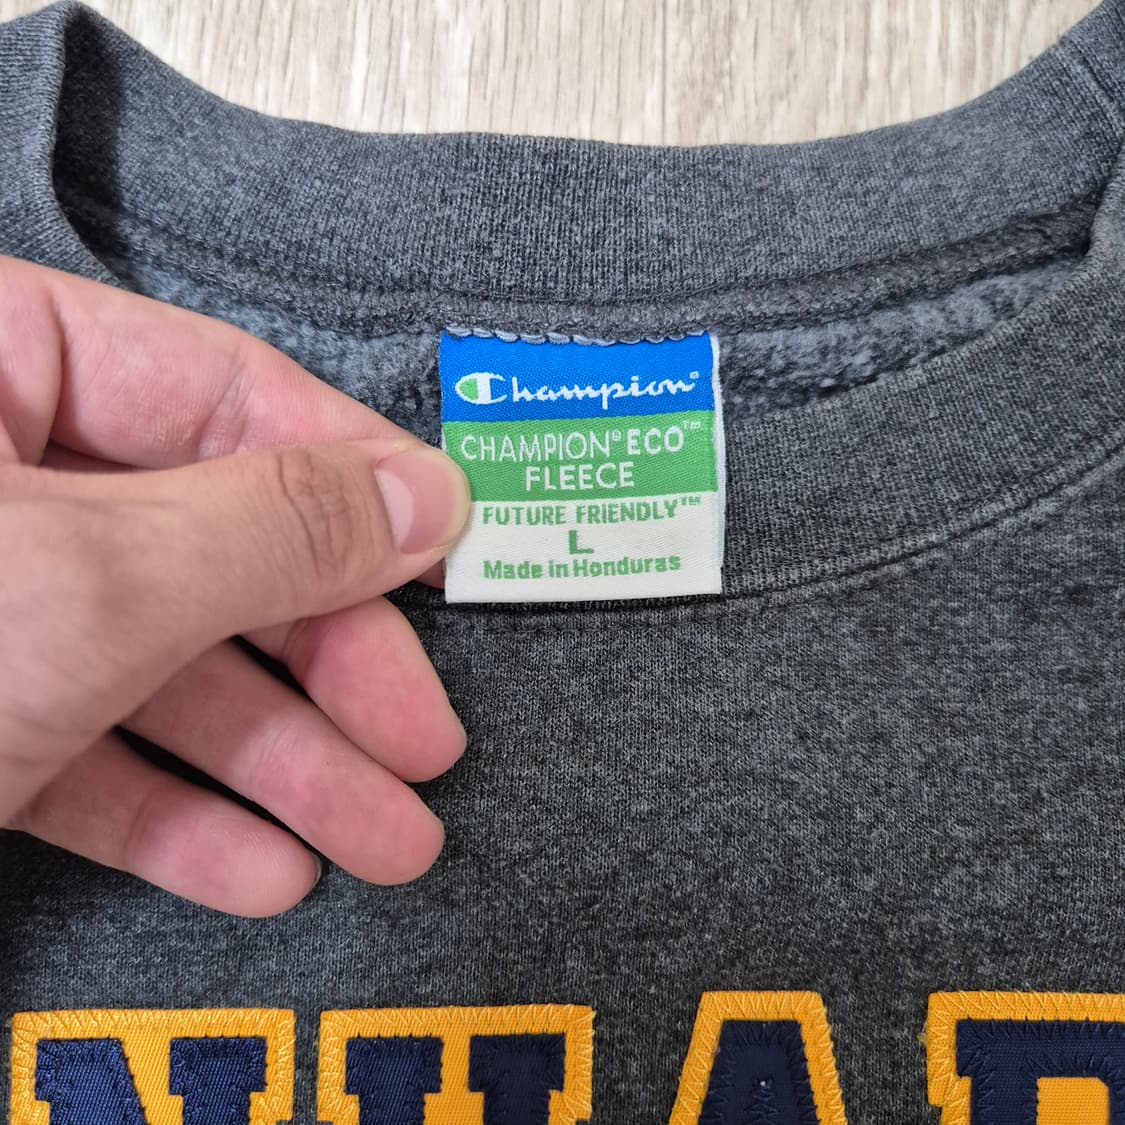 Champion®
CHAMPION® ECO™
FLEECE
FUTURE FRIENDLY™
L
Made in Honduras